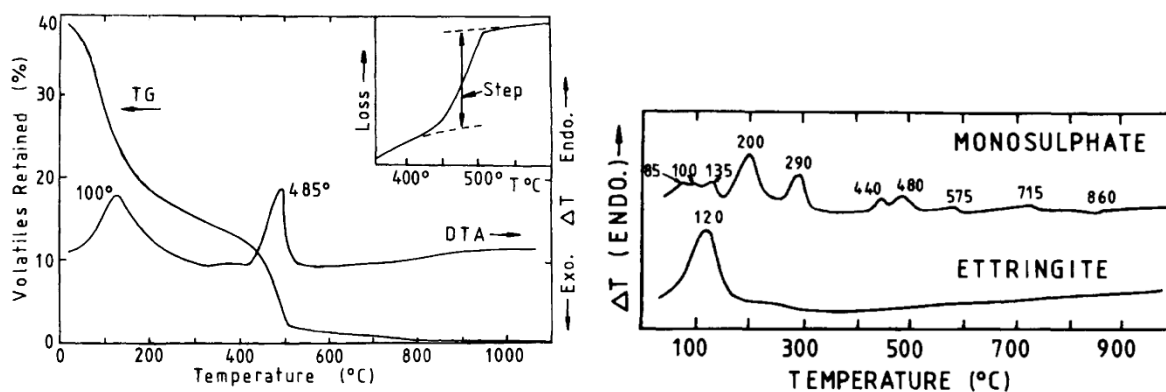 40
30
20
10
0
Volatiles Retained (%)
TG
100°
485°
DTA
0
200
400
600
800
1000
Temperature (°C)
Loss
Step
400°
500°
T°C
Exo. ΔT Endo.
MONOSULPHATE
85
100
135
200
290
440
480
575
715
860
120
ETTRINGITE
ΔT (ENDO.)
100
300
500
700
900
TEMPERATURE (°C)